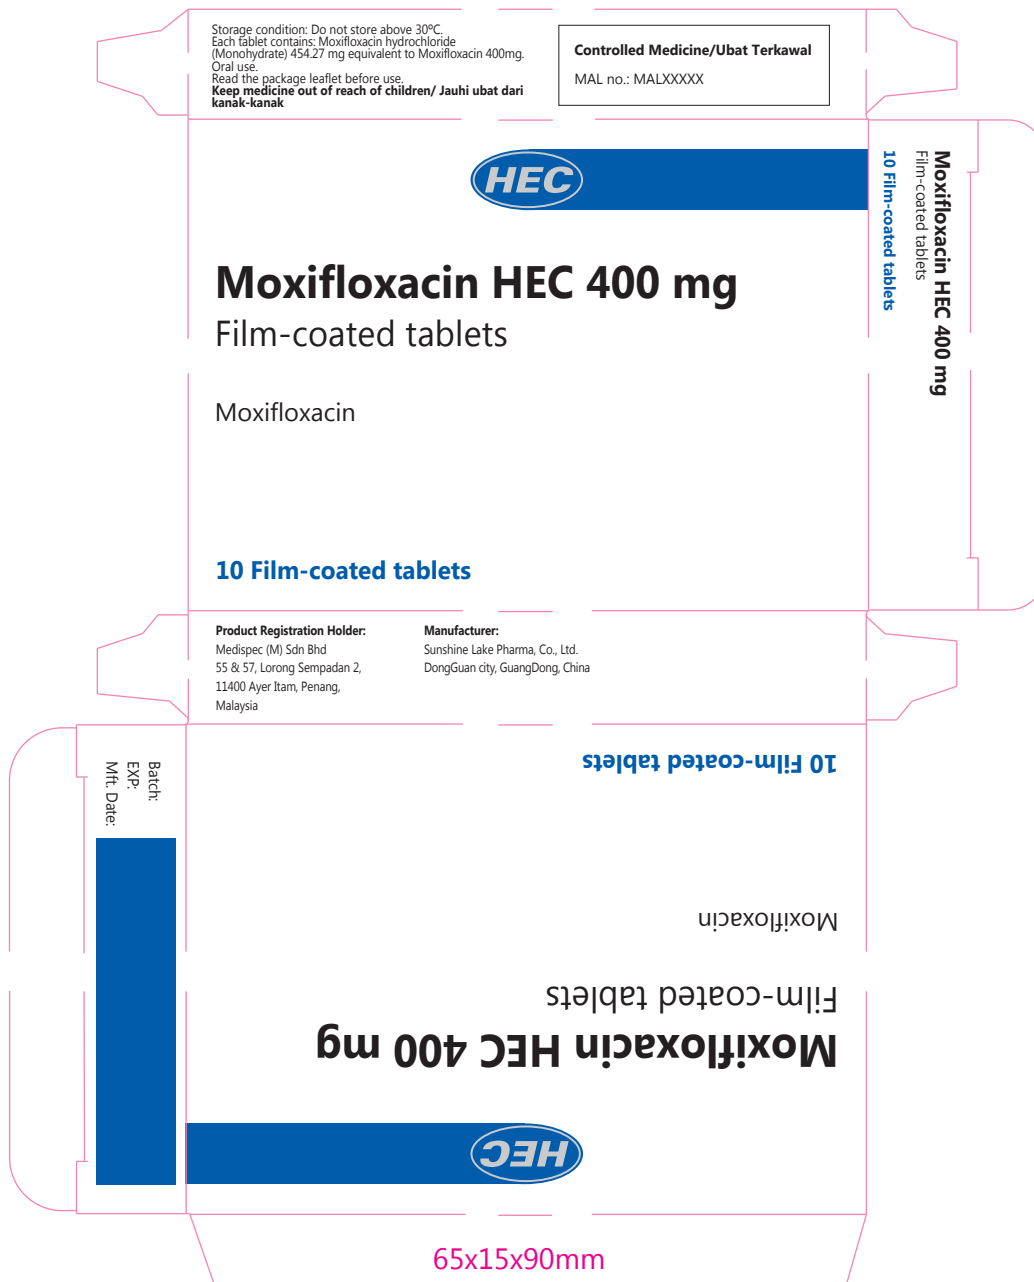 Storage condition: Do not store above 30ºC.
Each tablet contains: Moxifloxacin hydrochloride
(Monohydrate) 454.27 mg equivalent to Moxifloxacin 400mg.
Oral use.
Read the package leaflet before use.
Keep medicine out of reach of children/ Jauhi ubat dari
kanak-kanak
Controlled Medicine/Ubat Terkawal
MAL no.: MALXXXXX
HEC
Moxifloxacin HEC 400 mg
Film-coated tablets
Moxifloxacin
10 Film-coated tablets
Moxifloxacin HEC 400 mg
Film-coated tablets
10 Film-coated tablets
Product Registration Holder:
Medispec (M) Sdn Bhd
55 & 57, Lorong Sempadan 2,
11400 Ayer Itam, Penang,
Malaysia
Manufacturer:
Sunshine Lake Pharma, Co., Ltd.
DongGuan city, GuangDong, China
Batch:
EXP:
Mft. Date:
HEC
Moxifloxacin HEC 400 mg
Film-coated tablets
Moxifloxacin
10 Film-coated tablets
65x15x90mm